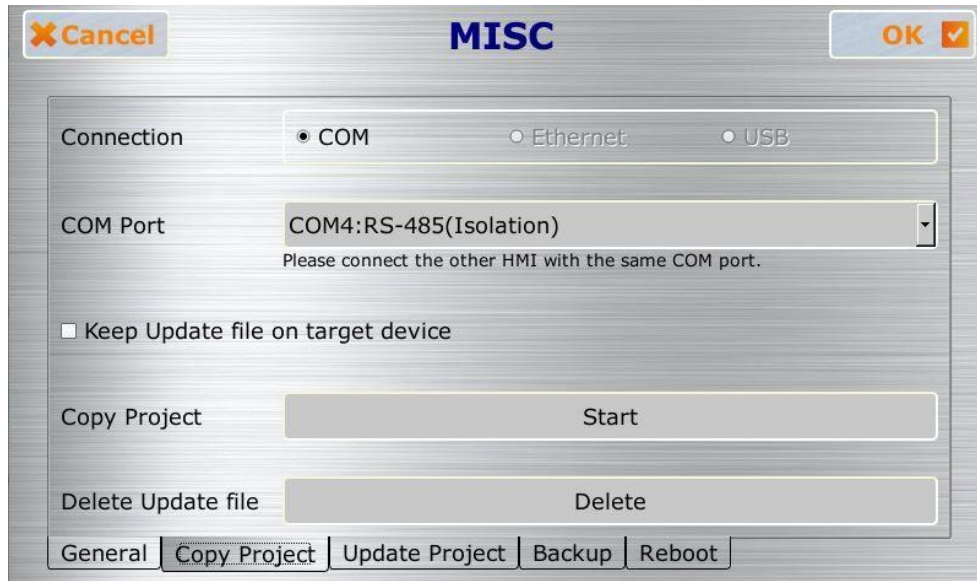 Cancel
MISC
OK
Connection
COM
Ethernet
USB
COM Port
COM4:RS-485(Isolation)
Please connect the other HMI with the same COM port.
Keep Update file on target device
Copy Project
Start
Delete Update file
Delete
General
Copy Project
Update Project
Backup
Reboot